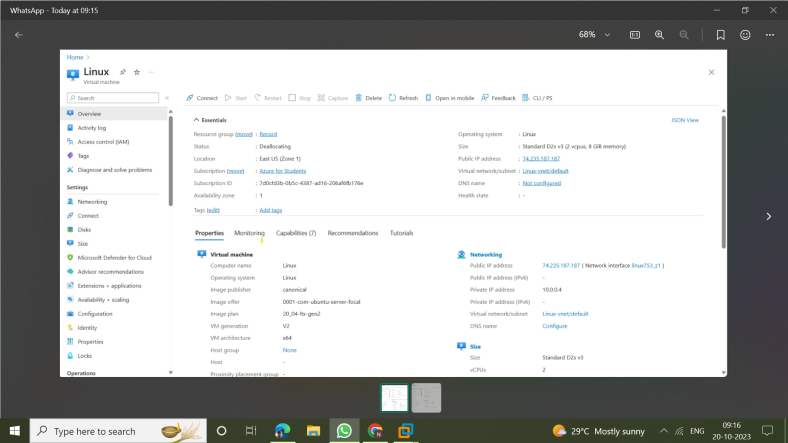 WhatsApp - Today at 09:15
68%
Home
Linux
Virtual machine
Search
Connect Start Restart Stop Capture Delete Refresh Open in mobile Feedback CLI / PS
Overview
Activity log
Access control (IAM)
Tags
Diagnose and solve problems
Settings
Networking
Connect
Disks
Size
Microsoft Defender for Cloud
Advisor recommendations
Extensions + applications
Availability + scaling
Configuration
Identity
Properties
Locks
Operations
Essentials
JSON View
Resource group (move) : Record
Status : Deallocating
Location : East US (Zone 1)
Subscription (move) : Azure for Students
Subscription ID
Availability zone : 1
Tags (edit) : Add tags
Operating system : Linux
Size : Standard D2s v3 (2 vcpus, 8 GiB memory)
Public IP address : 74.235.187.187
Virtual network/subnet : Linux-vnet/default
DNS name : Not configured
Health state : -
Properties Monitoring Capabilities (7) Recommendations Tutorials
Virtual machine
Computer name Linux
Operating system Linux
Image publisher canonical
Image offer 0001-com-ubuntu-server-focal
Image plan 20_04-lts-gen2
VM generation V2
VM architecture x64
Host group None
Host -
Proximity placement group -
Networking
Public IP address 74.235.187.187 ( Network interface linux753_z1 )
Public IP address (IPv6) -
Private IP address 10.0.0.4
Private IP address (IPv6) -
Virtual network/subnet Linux-vnet/default
DNS name Configure
Size
Size Standard D2s v3
vCPUs 2
Type here to search
29°C Mostly sunny
ENG
09:16
20-10-2023